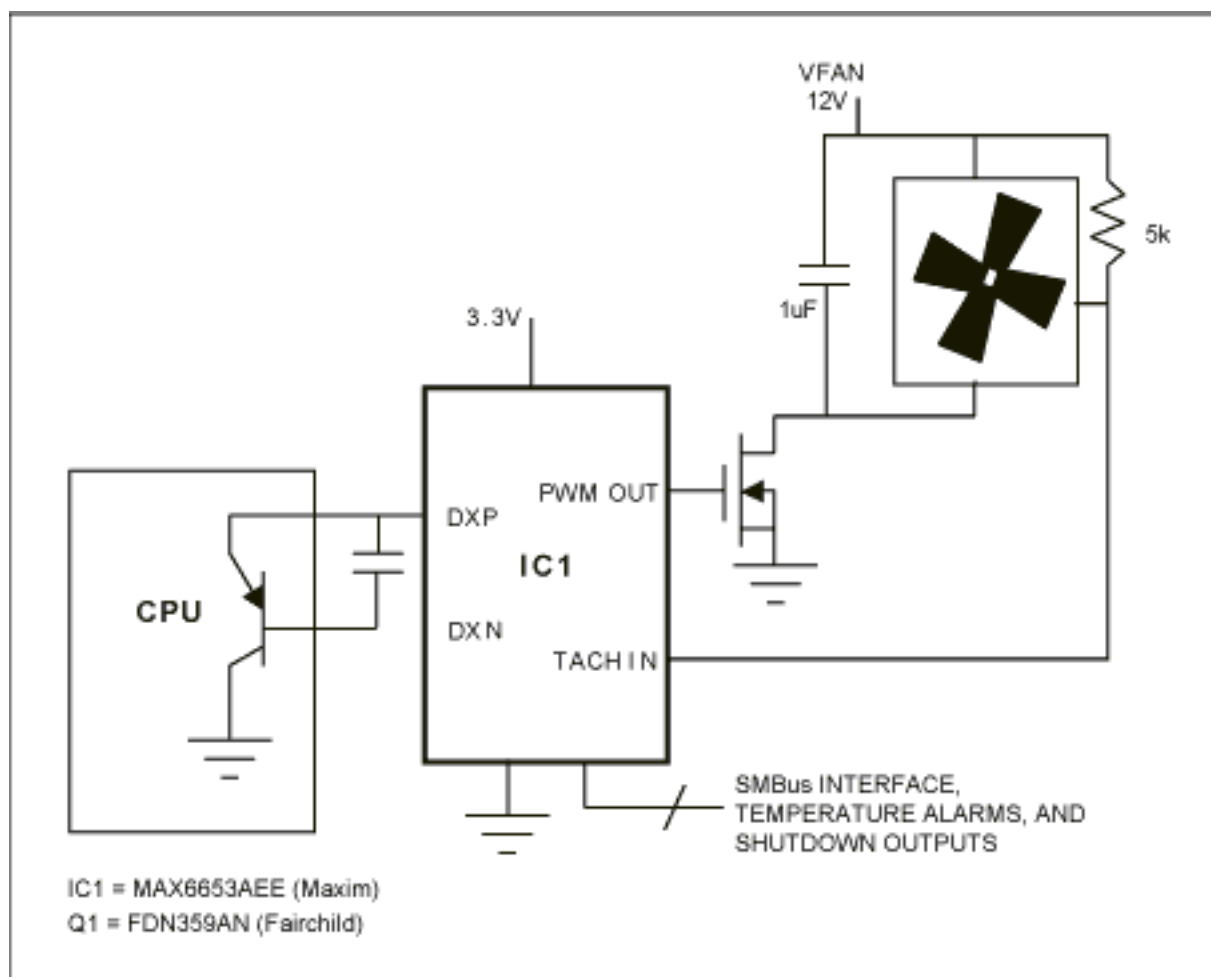 VFAN
12V
5k
1uF
3.3V
PWM OUT
DXP
IC1
CPU
DXN
TACH IN
SMBus INTERFACE,
TEMPERATURE ALARMS, AND
SHUTDOWN OUTPUTS
IC1 = MAX6653AEE (Maxim)
Q1 = FDN359AN (Fairchild)